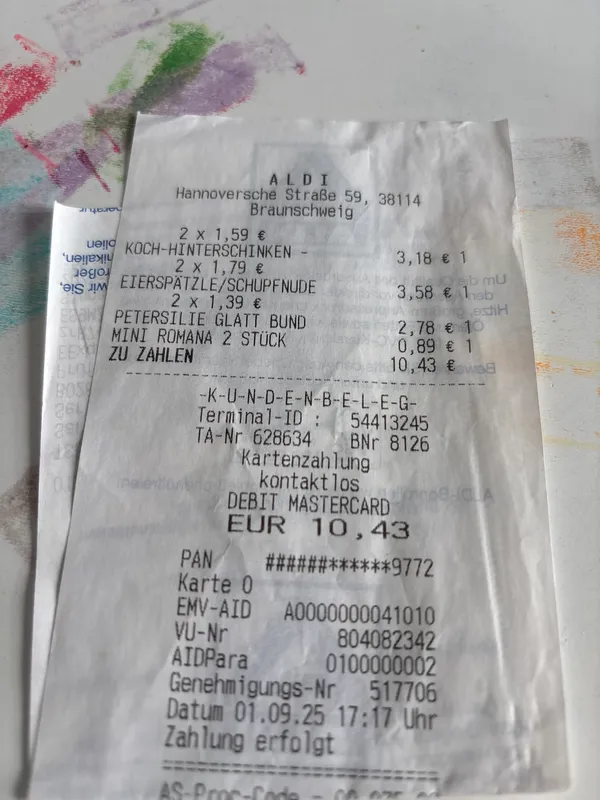 A L D I
Hannoversche Straße 59, 38114
Braunschweig
2 x 1,59 €
KOCH-HINTERSCHINKEN - 3,18 € 1
2 x 1,79 €
EIERSPÄTZLE/SCHUPFNUDE 3,58 € 1
2 x 1,39 €
PETERSILIE GLATT BUND 2,78 € 1
MINI ROMANA 2 STÜCK 0,89 € 1
ZU ZAHLEN 10,43 €
-K-U-N-D-E-N-B-E-L-E-G-
Terminal-ID : 54413245
TA-Nr 628634 BNr 8126
Kartenzahlung
kontaktlos
DEBIT MASTERCARD
EUR 10,43
PAN ######******9772
Karte 0
EMV-AID A0000000041010
VU-Nr 804082342
AIDPara 0100000002
Genehmigungs-Nr 517706
Datum 01.09.25 17:17 Uhr
Zahlung erfolgt
AS-Proc-Code